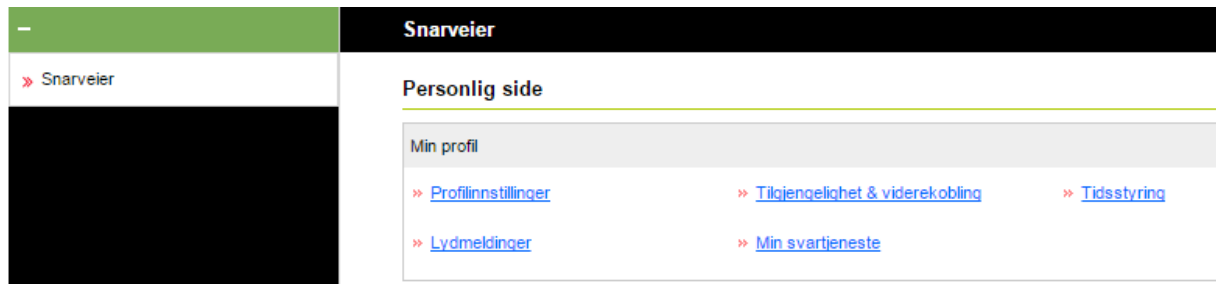 Snarveier
Snarveier
Personlig side
Min profil
Profilinnstillinger
Tilgjengelighet & viderekobling
Tidsstyring
Lydmeldinger
Min svartjeneste